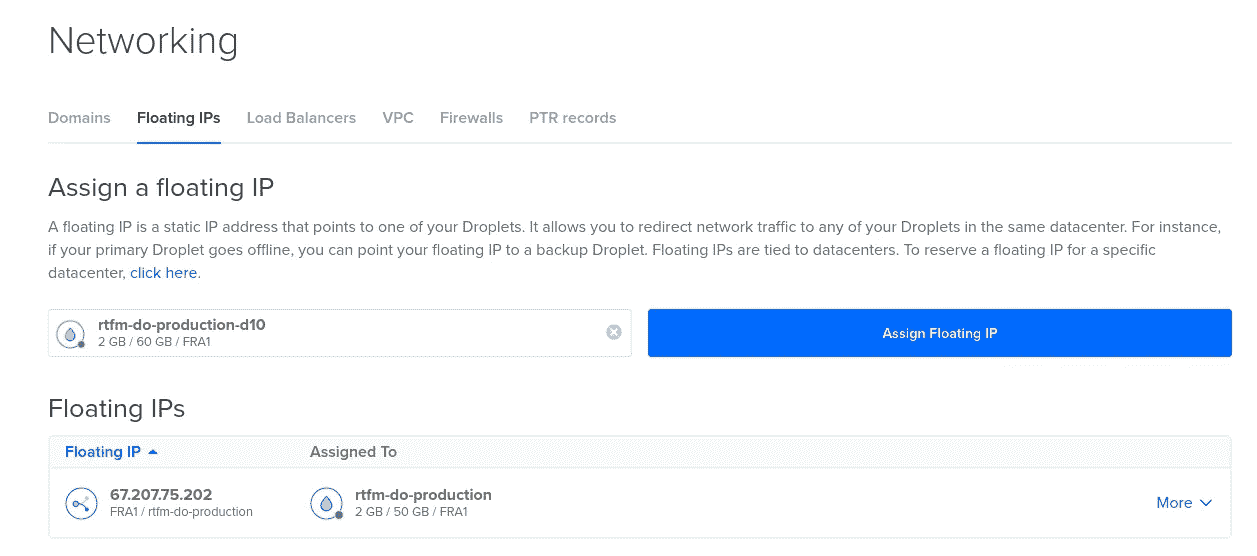 Networking
Domains Floating IPs Load Balancers VPC Firewalls PTR records
Assign a floating IP
A floating IP is a static IP address that points to one of your Droplets. It allows you to redirect network traffic to any of your Droplets in the same datacenter. For instance,
if your primary Droplet goes offline, you can point your floating IP to a backup Droplet. Floating IPs are tied to datacenters. To reserve a floating IP for a specific
datacenter, click here.
rtfm-do-production-d10
2 GB / 60 GB / FRA1
Assign Floating IP
Floating IPs
Floating IP Assigned To
67.207.75.202 rtfm-do-production
FRA1 / rtfm-do-production 2 GB / 50 GB / FRA1
More